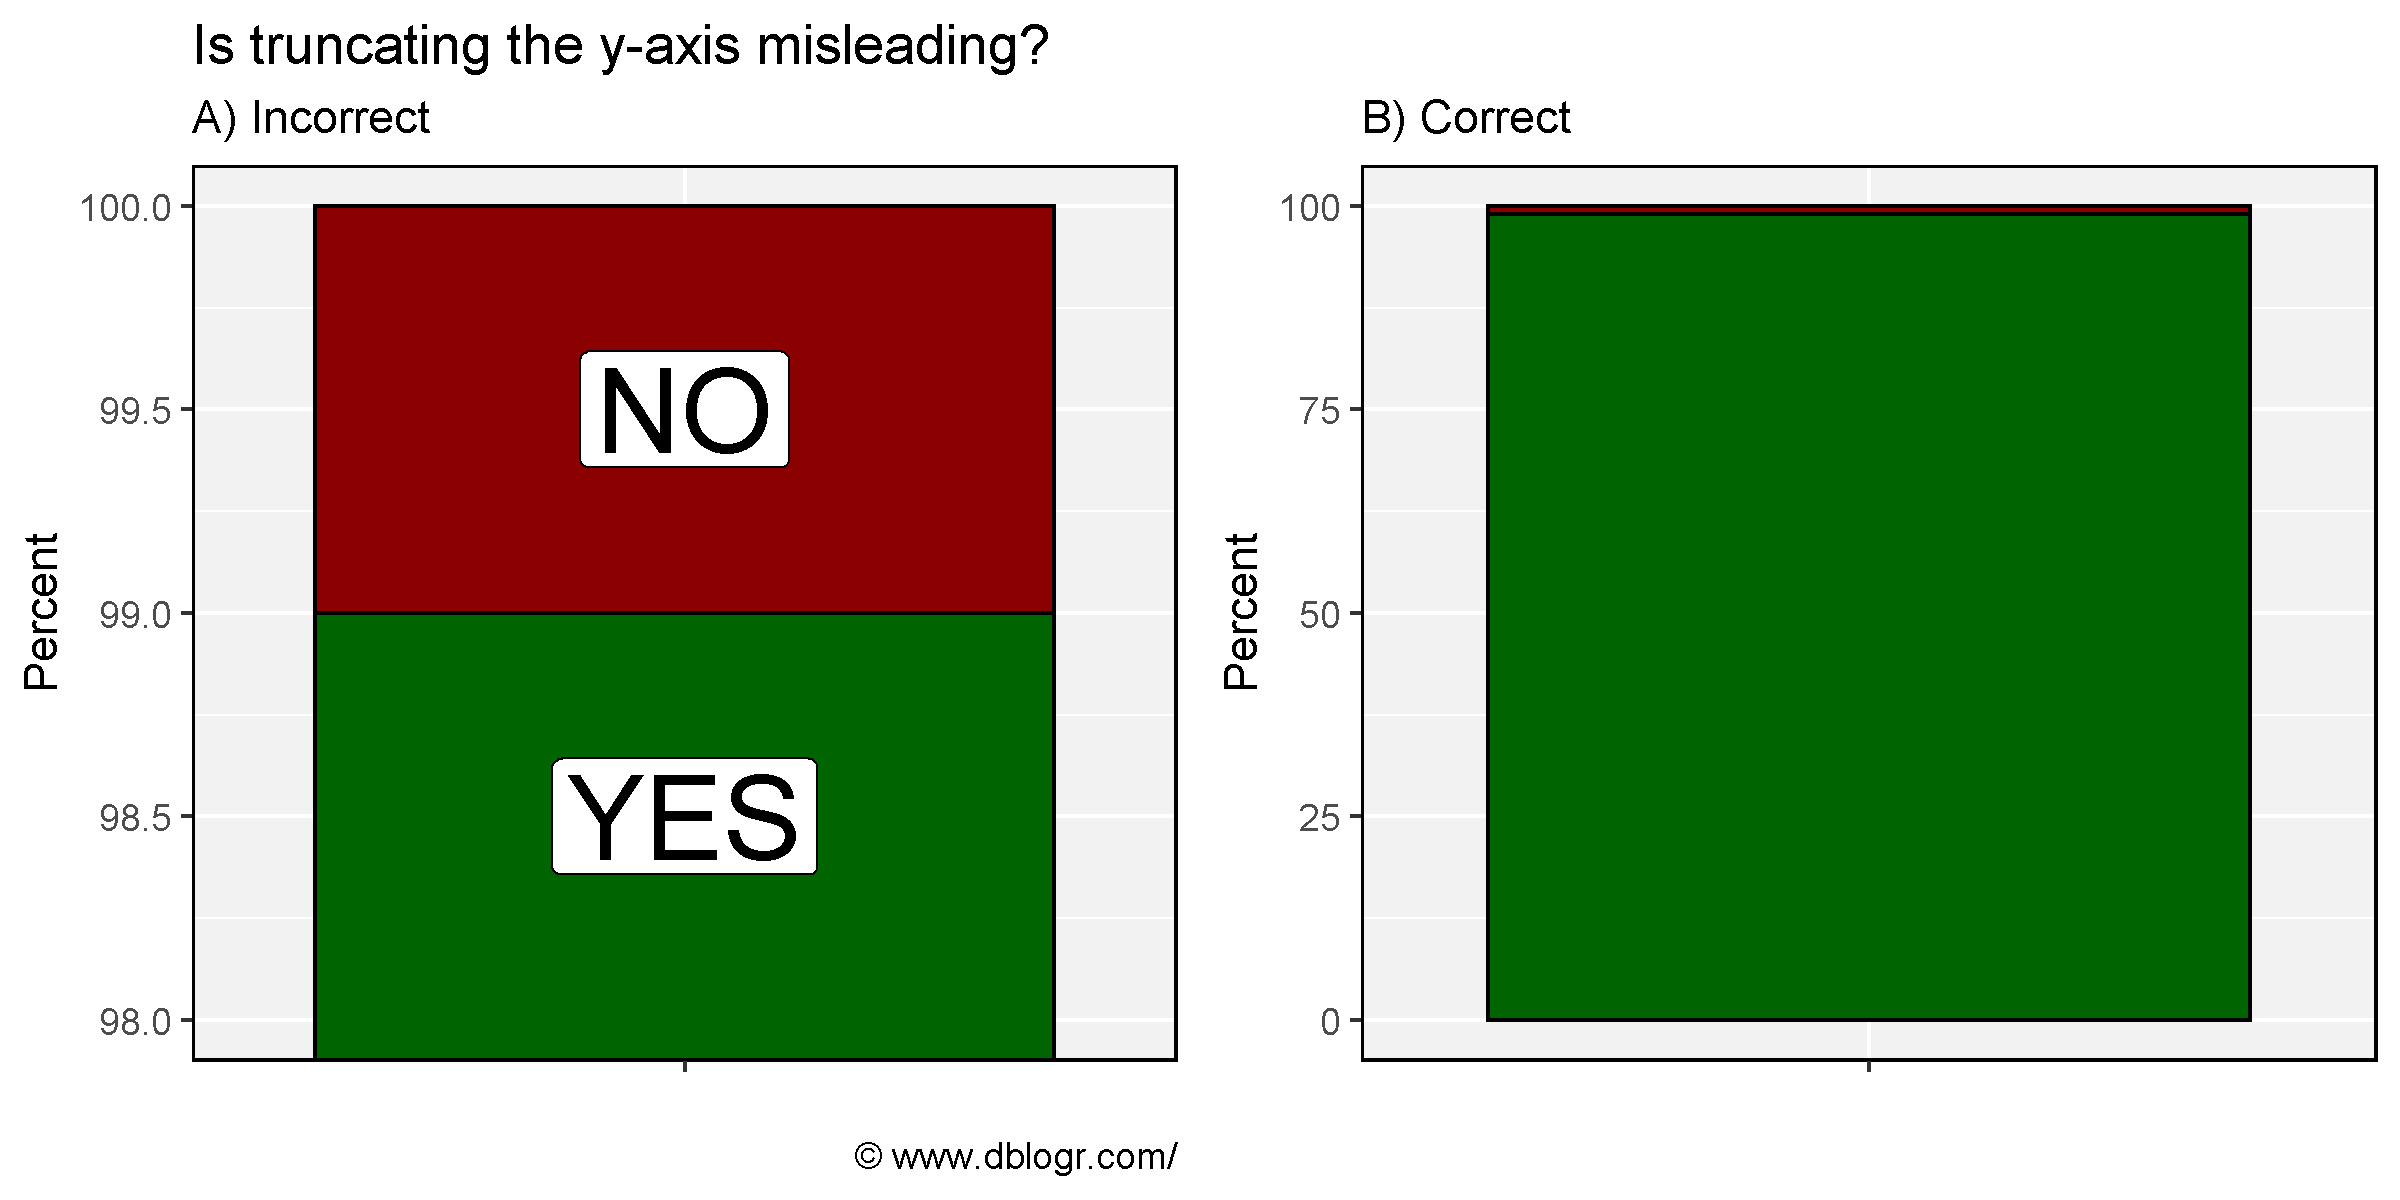 Is truncating the y-axis misleading?
A) Incorrect
Percent
100.0
99.5
99.0
98.5
98.0
NO
YES
B) Correct
Percent
100
75
50
25
0
© www.dblogr.com/